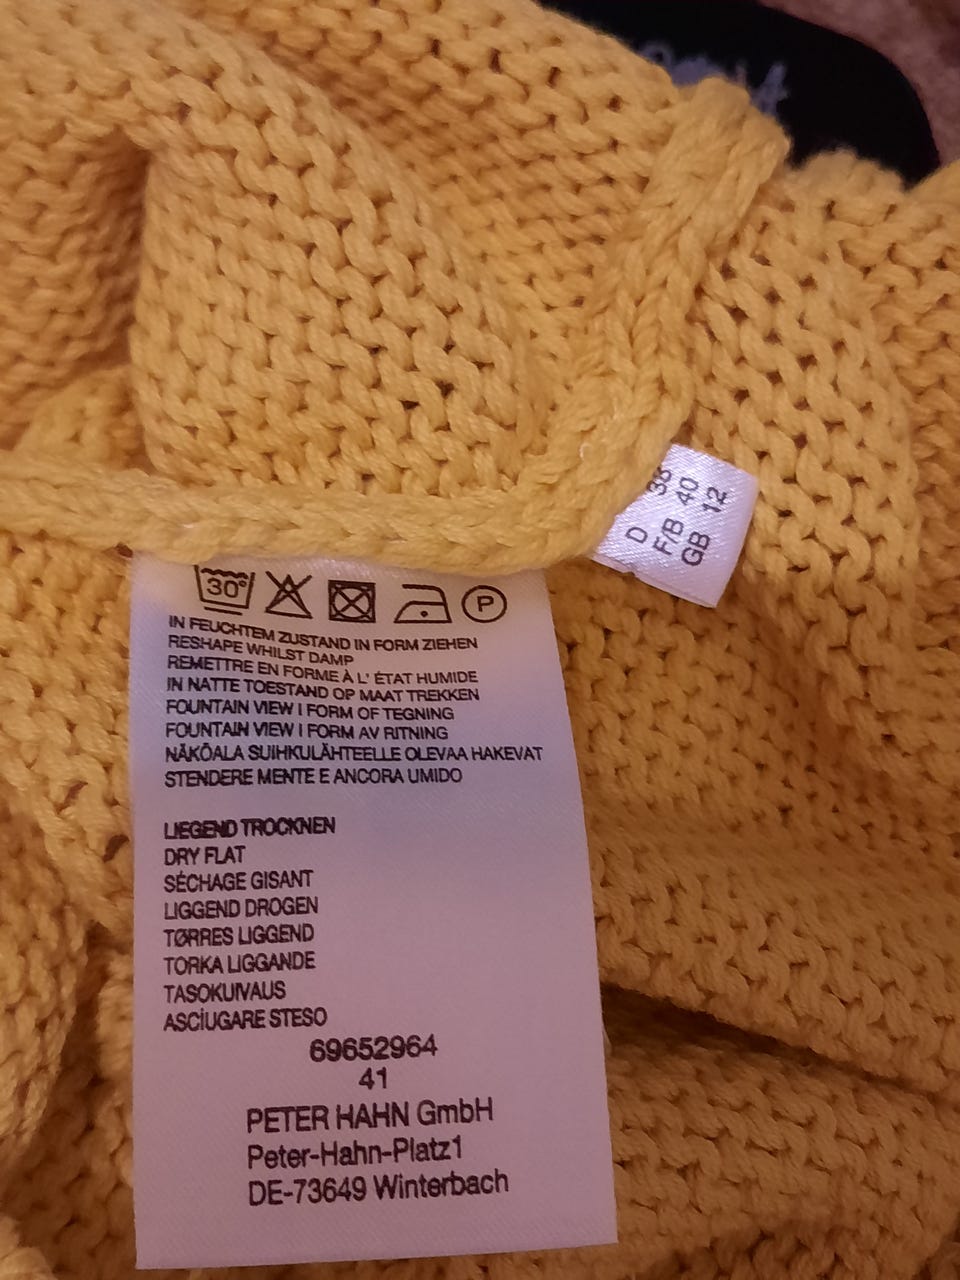 D 38
F/B 40
GB 12
30°
P
IN FEUCHTEM ZUSTAND IN FORM ZIEHEN
RESHAPE WHILST DAMP
REMETTRE EN FORME À L' ÉTAT HUMIDE
IN NATTE TOESTAND OP MAAT TREKKEN
FOUNTAIN VIEW I FORM OF TEGNING
FOUNTAIN VIEW I FORM AV RITNING
NÄKÖALA SUIHKULÄHTEELLE OLEVAA HAKEVAT
STENDERE MENTE E ANCORA UMIDO
LIEGEND TROCKNEN
DRY FLAT
SÉCHAGE GISANT
LIGGEND DROGEN
TØRRES LIGGEND
TORKA LIGGANDE
TASOKUIVAUS
ASCİUGARE STESO
69652964
41
PETER HAHN GmbH
Peter-Hahn-Platz1
DE-73649 Winterbach